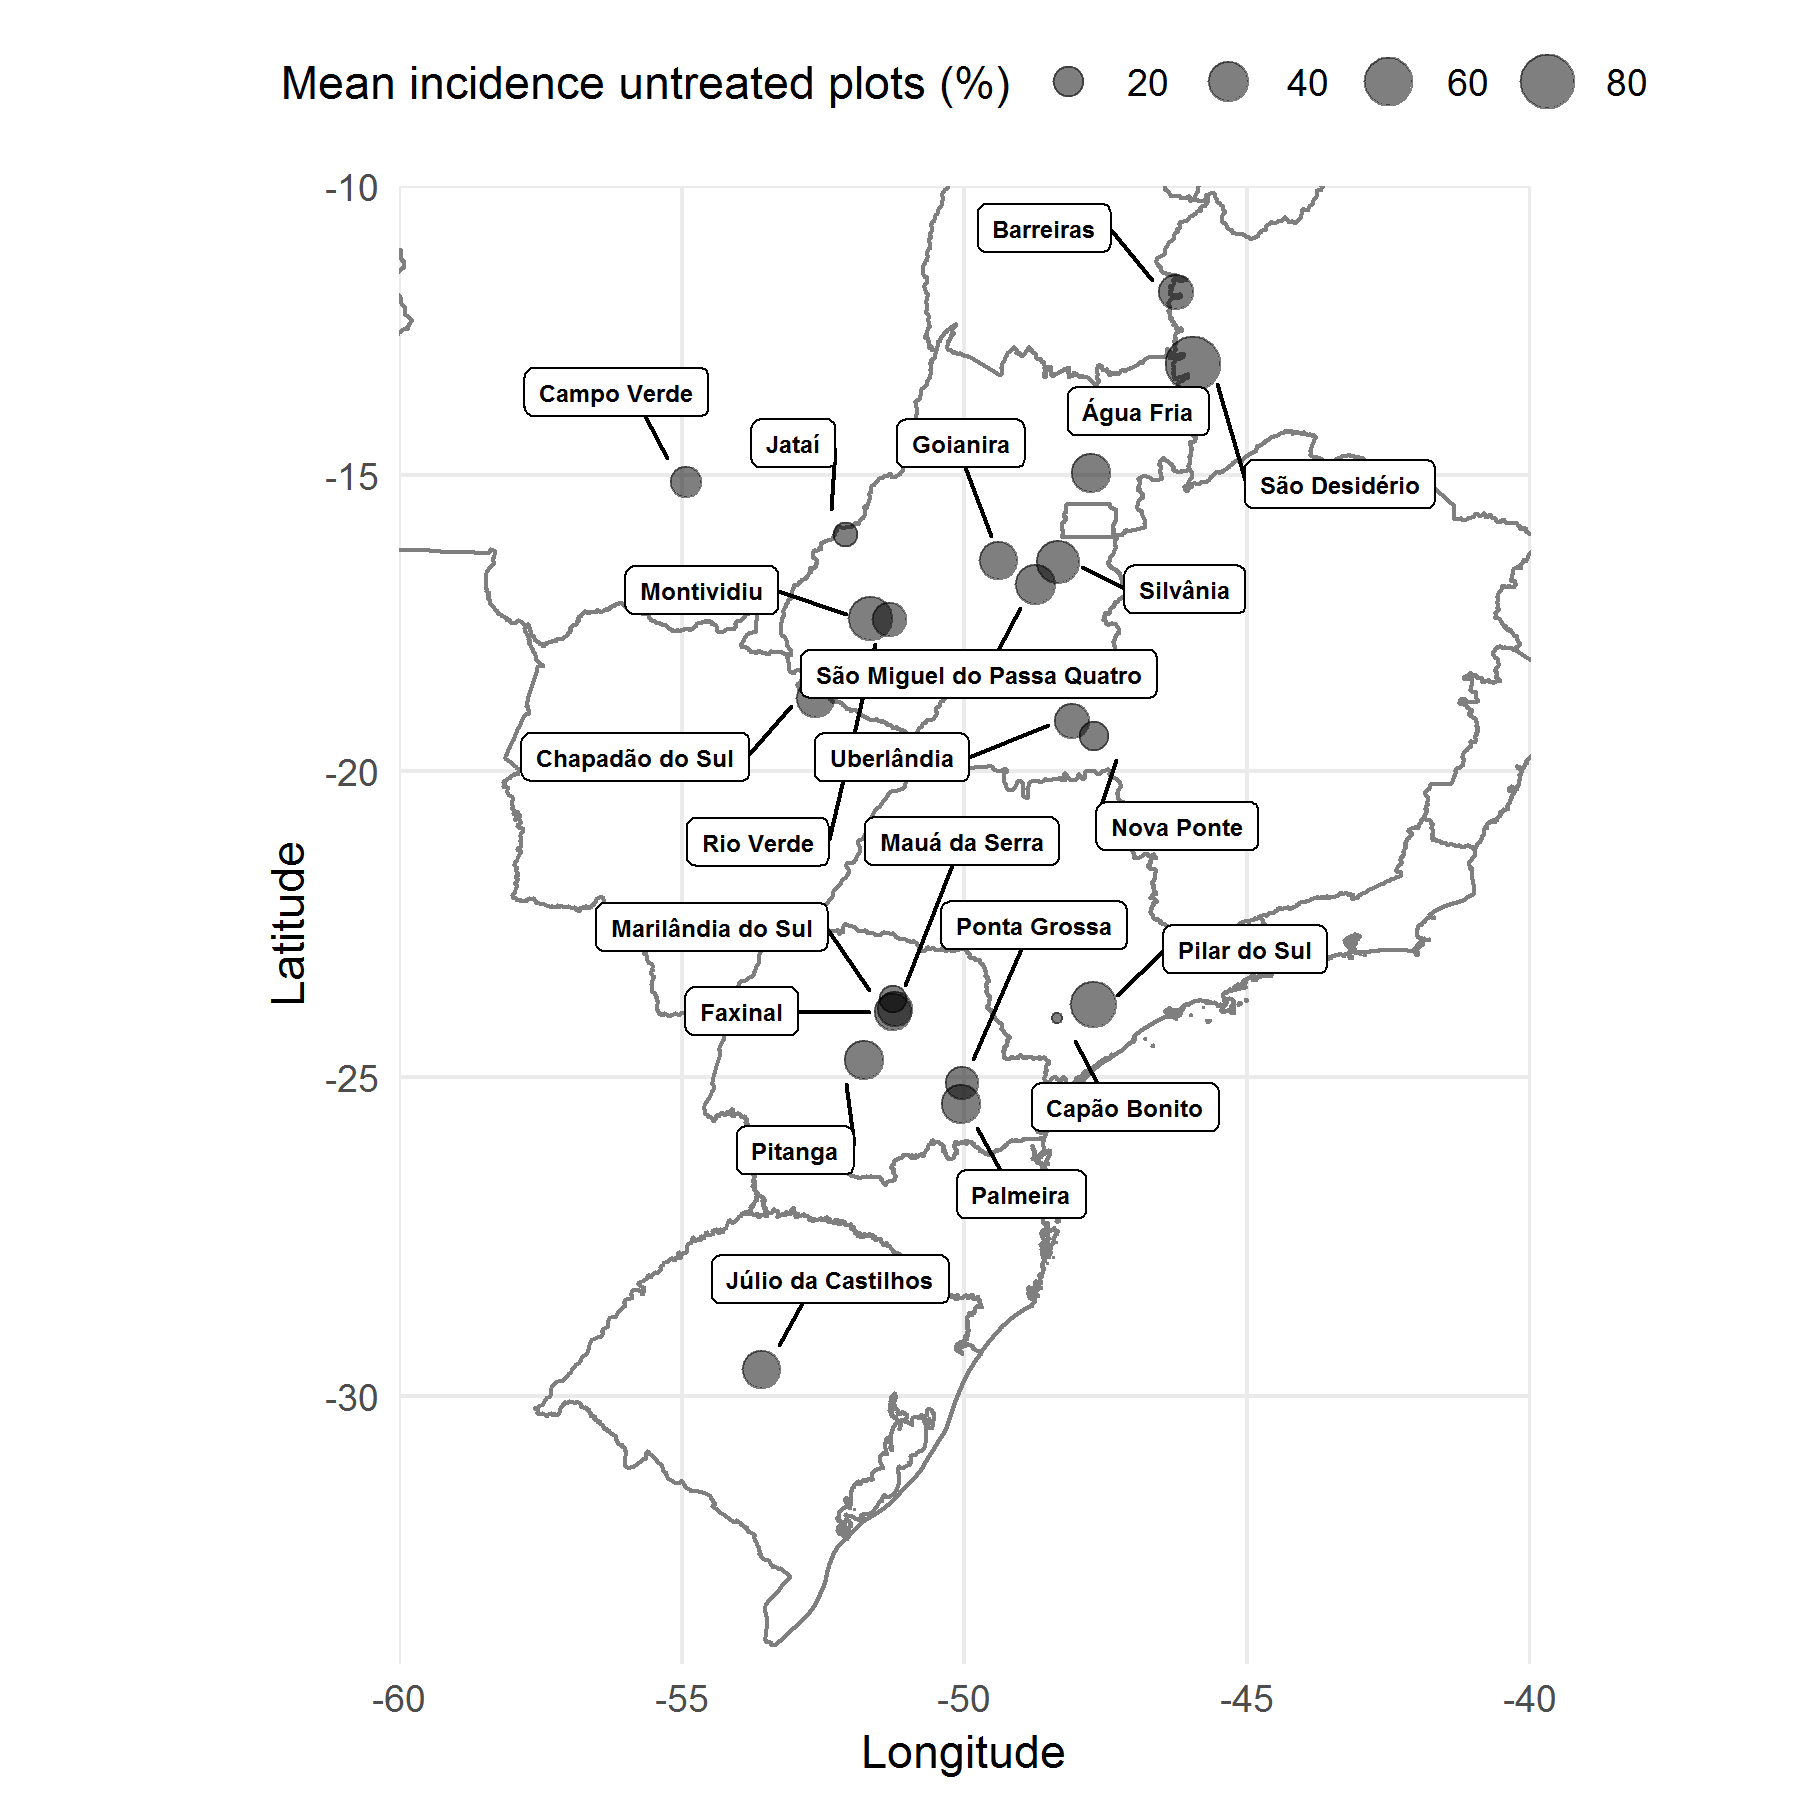 Mean incidence untreated plots (%) 20 40 60 80
-10
Barreiras
Campo Verde
Água Fria
Jataí
Goianira
-15
São Desidério
Montividiu
Silvânia
São Miguel do Passa Quatro
Chapadão do Sul
Uberlândia
-20
Nova Ponte
Rio Verde
Mauá da Serra
Marilândia do Sul
Ponta Grossa
Pilar do Sul
Latitude
Faxinal
-25
Capão Bonito
Pitanga
Palmeira
Júlio da Castilhos
-30
-60 -55 -50 -45 -40
Longitude